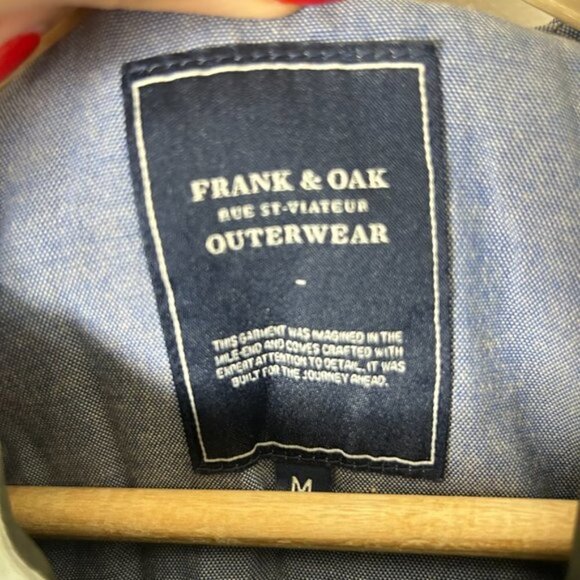 FRANK & OAK
RUE ST-VIATEUR
OUTERWEAR
-
THIS GARMENT WAS IMAGINED IN THE
MILE-END AND COMES CRAFTED WITH
EXPERT ATTENTION TO DETAIL. IT WAS
BUILT FOR THE JOURNEY AHEAD.
M